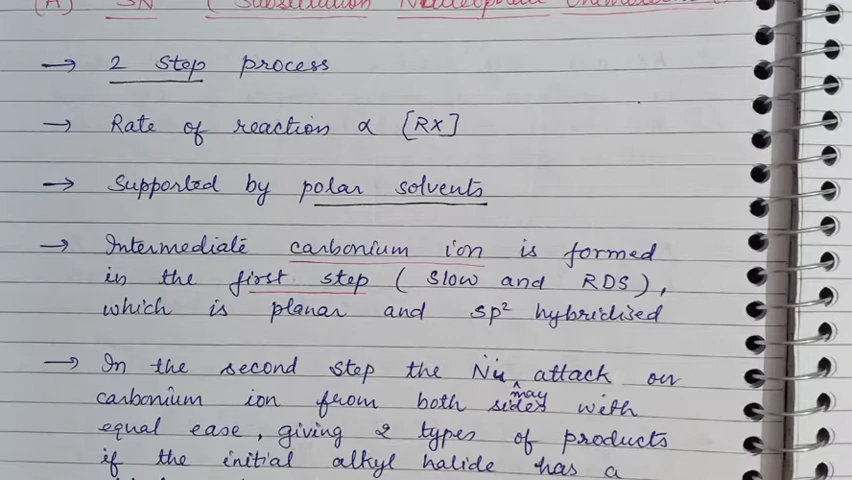 (A) SN (Substitution Nucleophilic
→ 2 Step process
→ Rate of reaction ∝ [RX]
→ Supported by polar solvents
→ Intermediate carbonium ion is formed
in the first step ( Slow and RDS),
which is planar and sp² hybridised
→ In the second step the Nu may attack on
carbonium ion from both sides with
equal ease, giving 2 types of products
if the initial alkyl halide has a